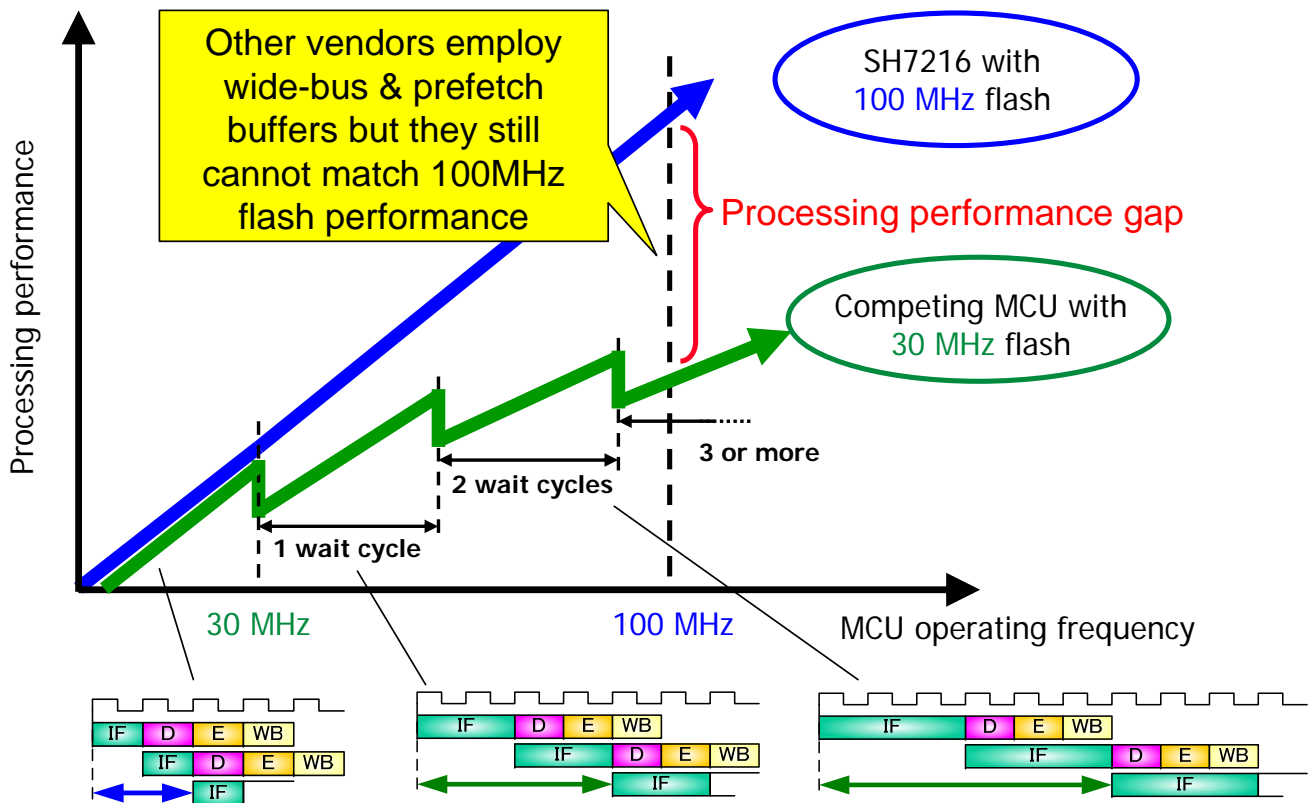 Other vendors employ
wide-bus & prefetch
buffers but they still
cannot match 100MHz
flash performance
SH7216 with
100 MHz flash
Processing performance gap
Competing MCU with
30 MHz flash
Processing performance
3 or more
2 wait cycles
1 wait cycle
30 MHz
100 MHz
MCU operating frequency
IF D E WB
IF D E WB
IF
IF D E WB
IF D E WB
IF
IF D E WB
IF D E WB
IF